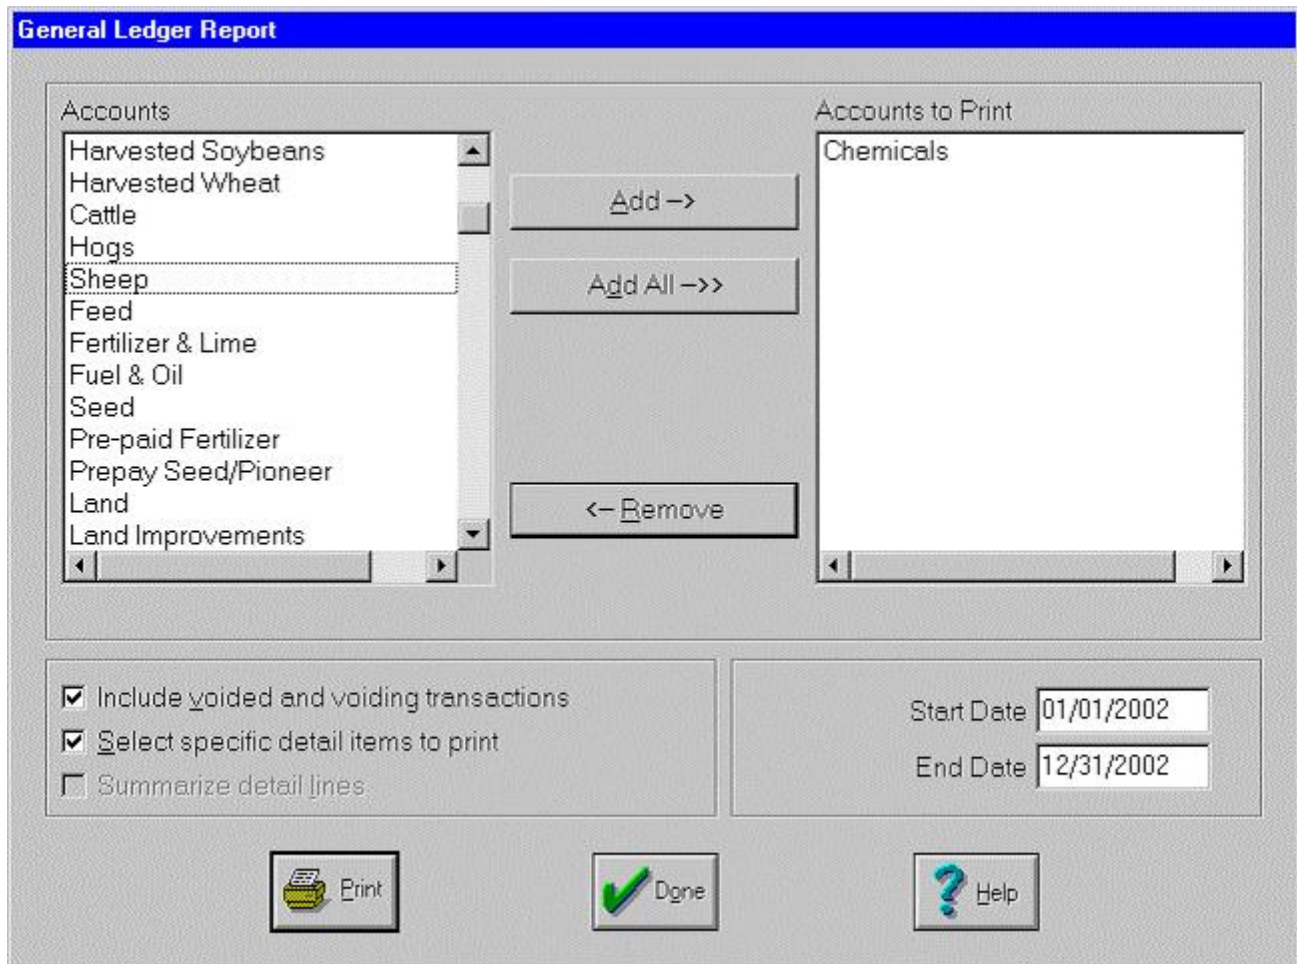 General Ledger Report
Accounts
Harvested Soybeans
Harvested Wheat
Cattle
Hogs
Sheep
Feed
Fertilizer & Lime
Fuel & Oil
Seed
Pre-paid Fertilizer
Prepay Seed/Pioneer
Land
Land Improvements
Add -->
Add All -->>
<-- Remove
Accounts to Print
Chemicals
Include voided and voiding transactions
Select specific detail items to print
Summarize detail lines
Start Date 01/01/2002
End Date 12/31/2002
Print
Done
Help